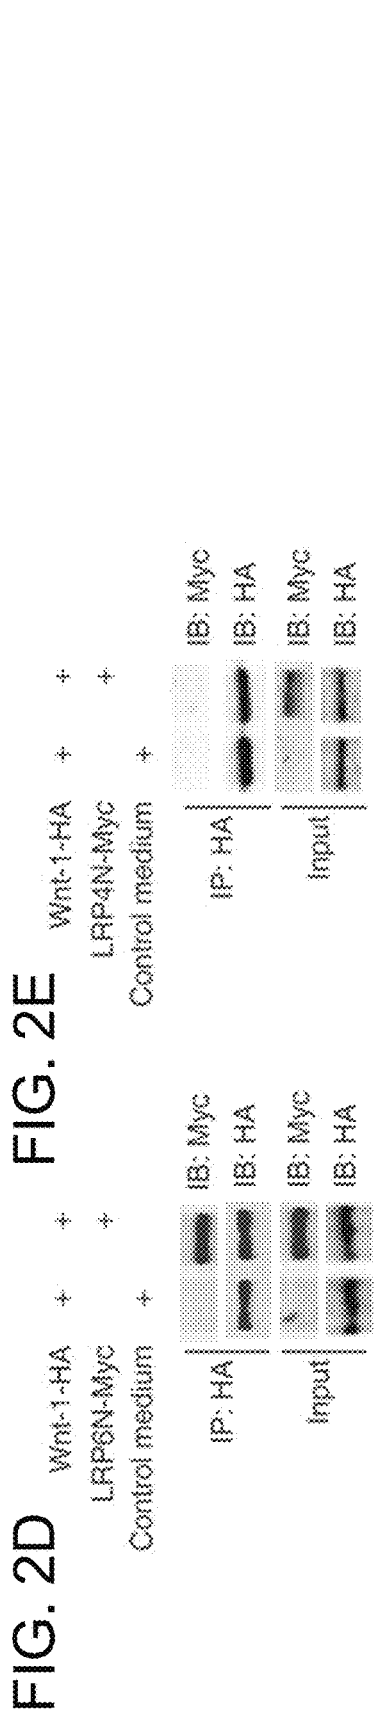 FIG. 2D
Wnt-1-HA + +
LRP6N-Myc +
Control medium +
IP: HA
IB: Myc
IB: HA
Input
IB: Myc
IB: HA
FIG. 2E
Wnt-1-HA + +
LRP4N-Myc +
Control medium +
IP: HA
IB: Myc
IB: HA
Input
IB: Myc
IB: HA